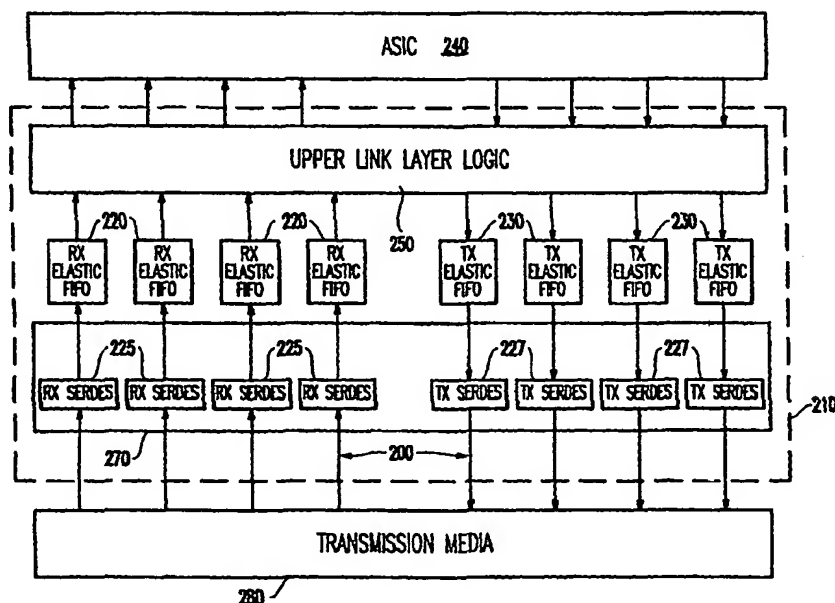 ASIC 240
UPPER LINK LAYER LOGIC
250
220 220 230 230
RX ELASTIC FIFO
RX ELASTIC FIFO
RX ELASTIC FIFO
RX ELASTIC FIFO
TX ELASTIC FIFO
TX ELASTIC FIFO
TX ELASTIC FIFO
TX ELASTIC FIFO
225 225 227 227
RX SERDES RX SERDES RX SERDES RX SERDES TX SERDES TX SERDES TX SERDES TX SERDES
210
270
200
TRANSMISSION MEDIA
280